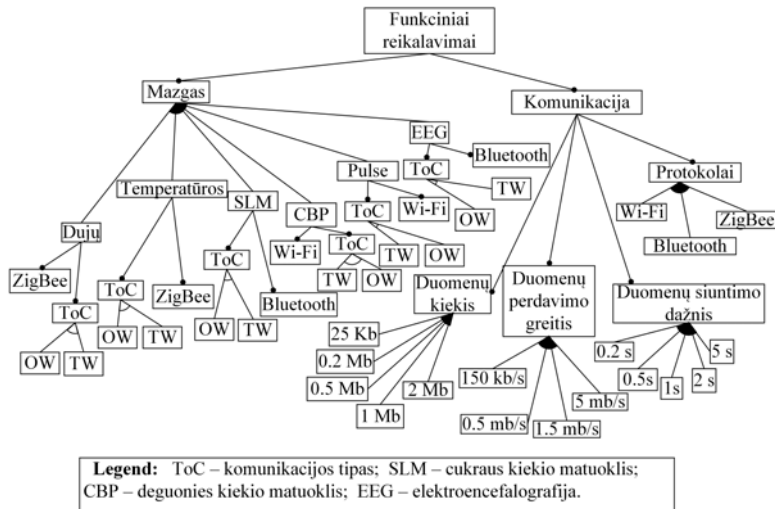 Funkciniai
reikalavimai
Mazgas
Komunikacija
EEG
Bluetooth
Pulse
ToC
Protokolai
Temperatūros
SLM
Wi-Fi
TW
OW
CBP
ToC
Wi-Fi
ZigBee
Dujų
Wi-Fi
ToC
TW
OW
Bluetooth
ZigBee
ToC
TW
OW
ToC
ZigBee
Bluetooth
Duomenų
kiekis
Duomenų
perdavimo
greitis
Duomenų siuntimo
dažnis
ToC
OW
TW
OW
TW
OW
TW
25 Kb
0.2 Mb
0.5 Mb
1 Mb
2 Mb
150 kb/s
0.5 mb/s
1.5 mb/s
5 mb/s
0.2 s
0.5s
1s
2 s
5 s
Legend: ToC – komunikacijos tipas; SLM – cukraus kiekio matuoklis;
CBP – deguonies kiekio matuoklis; EEG – elektroencefalografija.